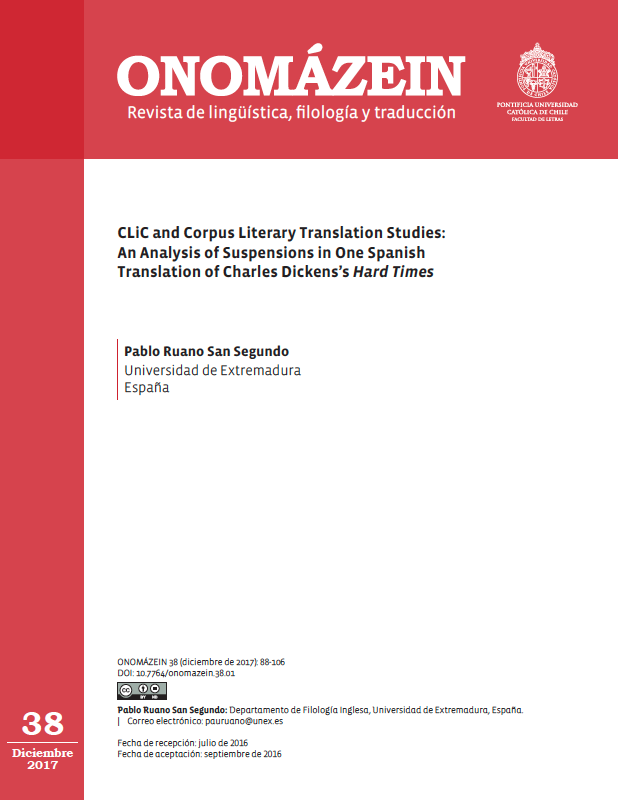 ONOMÁZEIN
Revista de lingüística, filología y traducción
PONTIFICIA UNIVERSIDAD
CATÓLICA DE CHILE
FACULTAD DE LETRAS
CLiC and Corpus Literary Translation Studies:
An Analysis of Suspensions in One Spanish
Translation of Charles Dickens’s Hard Times
Pablo Ruano San Segundo
Universidad de Extremadura
España
ONOMÁZEIN 38 (diciembre de 2017): 88-106
DOI: 10.7764/onomazein.38.01
cc
BY
Pablo Ruano San Segundo: Departamento de Filología Inglesa, Universidad de Extremadura, España.
| Correo electrónico: pauruano@unex.es
Fecha de recepción: julio de 2016
Fecha de aceptación: septiembre de 2016
38
Diciembre
2017